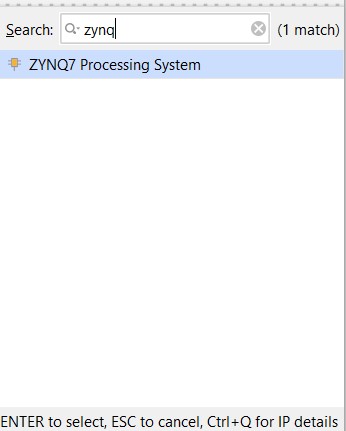 Search: zynq (1 match)
ZYNQ7 Processing System
ENTER to select, ESC to cancel, Ctrl+Q for IP details